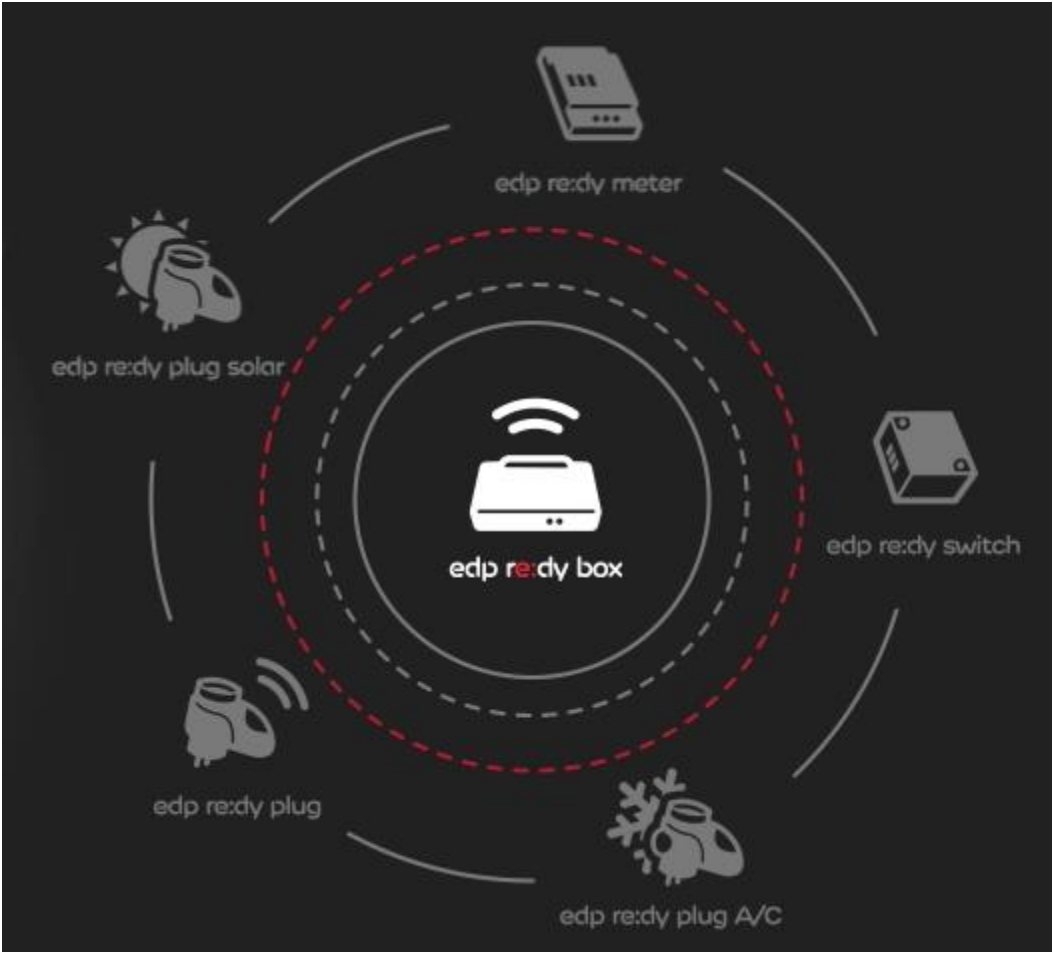 edp re:dy meter
edp re:dy plug solar
edp re:dy switch
edp re:dy box
edp re:dy plug
edp re:dy plug A/C